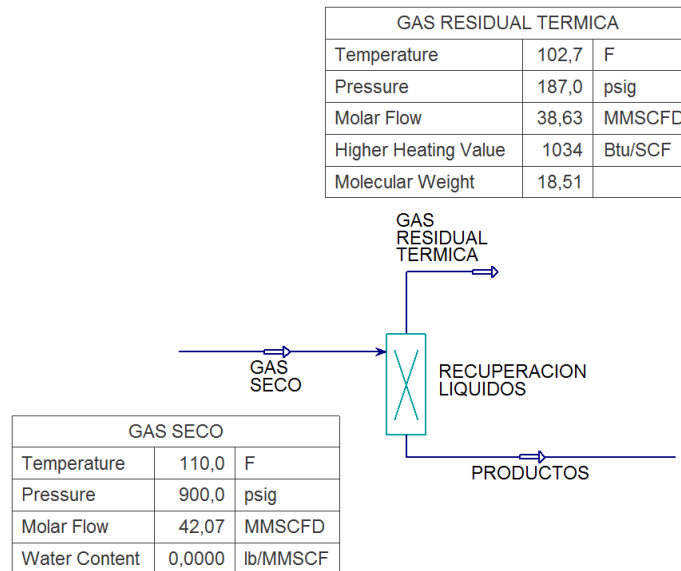 GAS RESIDUAL TERMICA
Temperature 102,7 F
Pressure 187,0 psig
Molar Flow 38,63 MMSCFD
Higher Heating Value 1034 Btu/SCF
Molecular Weight 18,51
GAS
RESIDUAL
TERMICA
GAS
SECO
RECUPERACION
LIQUIDOS
PRODUCTOS
GAS SECO
Temperature 110,0 F
Pressure 900,0 psig
Molar Flow 42,07 MMSCFD
Water Content 0,0000 lb/MMSCF